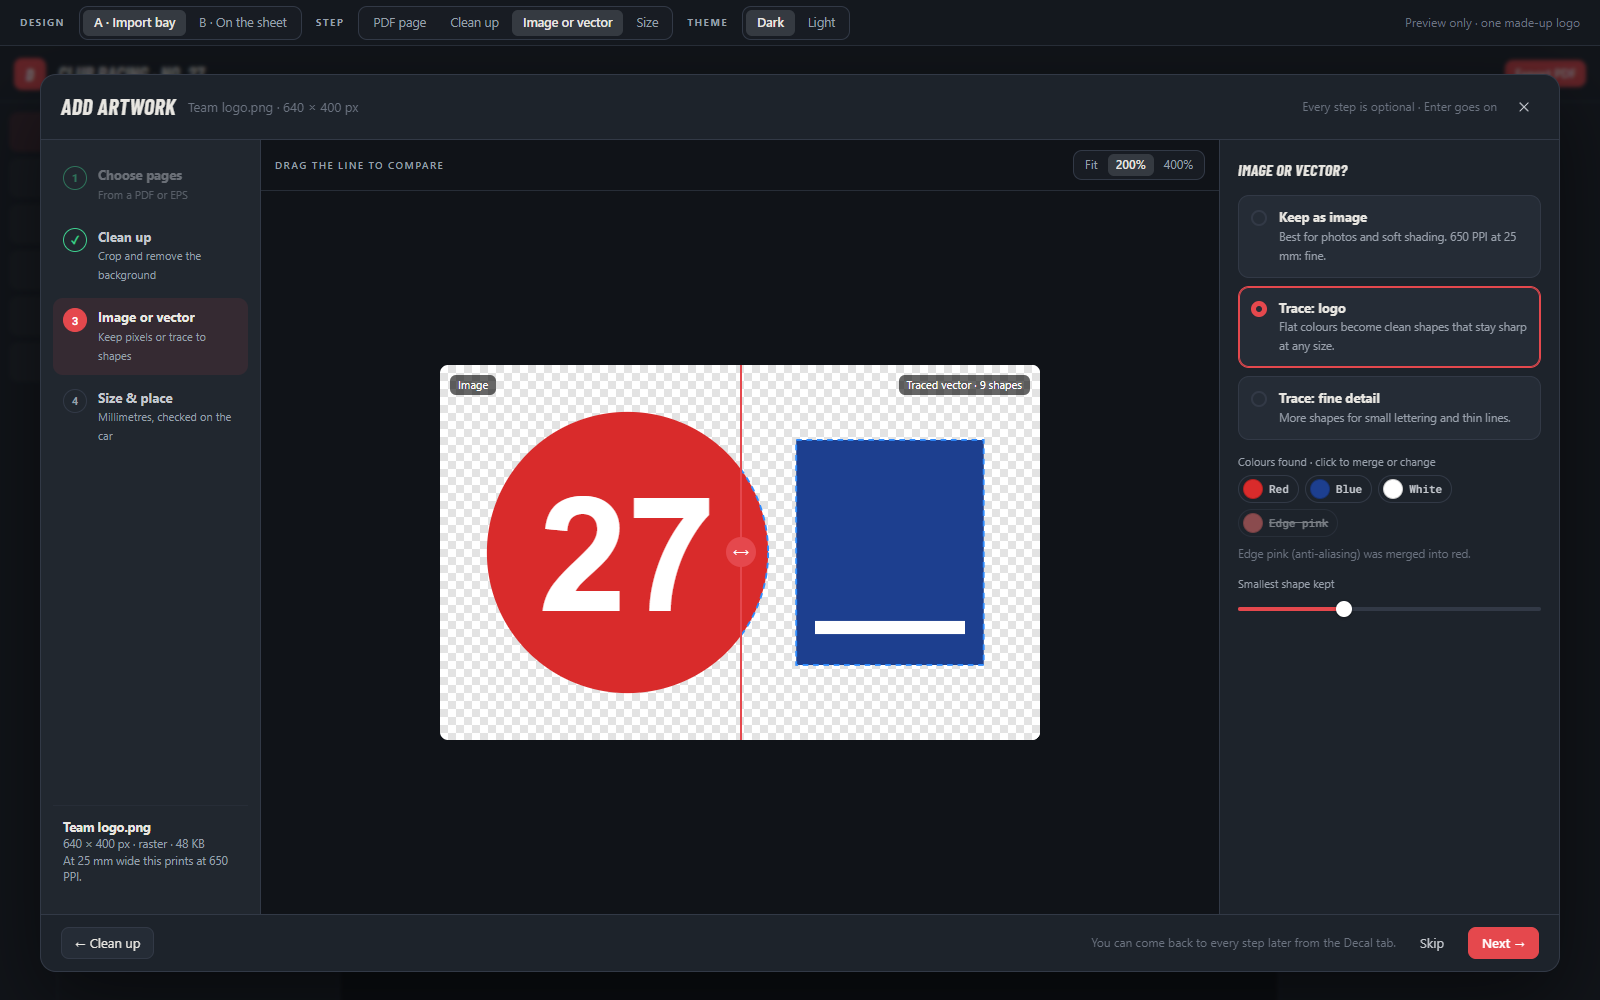 DESIGN A · Import bay B · On the sheet STEP PDF page Clean up Image or vector Size THEME Dark Light Preview only · one made-up logo
ADD ARTWORK Team logo.png · 640 × 400 px Every step is optional · Enter goes on ×
1 Choose pages
From a PDF or EPS
✓ Clean up
Crop and remove the
background
3 Image or vector
Keep pixels or trace to
shapes
4 Size & place
Millimetres, checked on the
car
Team logo.png
640 × 400 px · raster · 48 KB
At 25 mm wide this prints at 650
PPI.
DRAG THE LINE TO COMPARE Fit 200% 400%
Image Traced vector · 9 shapes
27
IMAGE OR VECTOR?
Keep as image
Best for photos and soft shading. 650 PPI at 25
mm: fine.
Trace: logo
Flat colours become clean shapes that stay sharp
at any size.
Trace: fine detail
More shapes for small lettering and thin lines.
Colours found · click to merge or change
Red Blue White
Edge pink
Edge pink (anti-aliasing) was merged into red.
Smallest shape kept
← Clean up You can come back to every step later from the Decal tab. Skip Next →